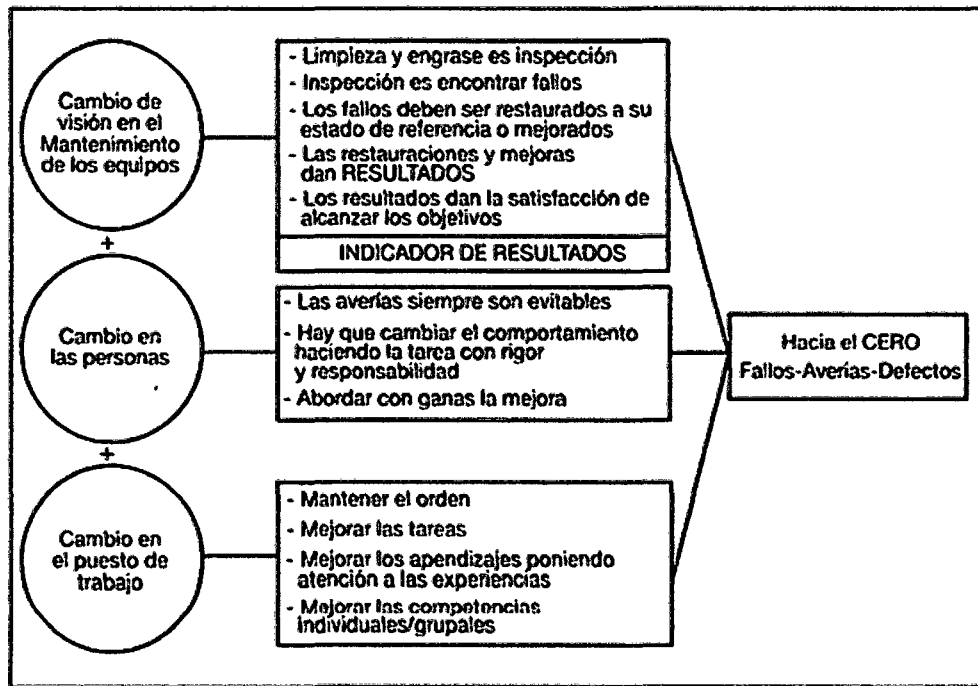 Cambio de
visión en el
Mantenimiento
de los equipos
- Limpieza y engrase es inspección
- Inspección es encontrar fallos
- Los fallos deben ser restaurados a su
estado de referencia o mejorados
- Las restauraciones y mejoras
dan RESULTADOS
- Los resultados dan la satisfacción de
alcanzar los objetivos
INDICADOR DE RESULTADOS
+
Cambio en
las personas
- Las averías siempre son evitables
- Hay que cambiar el comportamiento
haciendo la tarea con rigor
y responsabilidad
- Abordar con ganas la mejora
+
Cambio en
el puesto de
trabajo
- Mantener el orden
- Mejorar las tareas
- Mejorar los apendizajes poniendo
atención a las experiencias
- Mejorar las competencias
individuales/grupales
Hacia el CERO
Fallos-Averías-Defectos